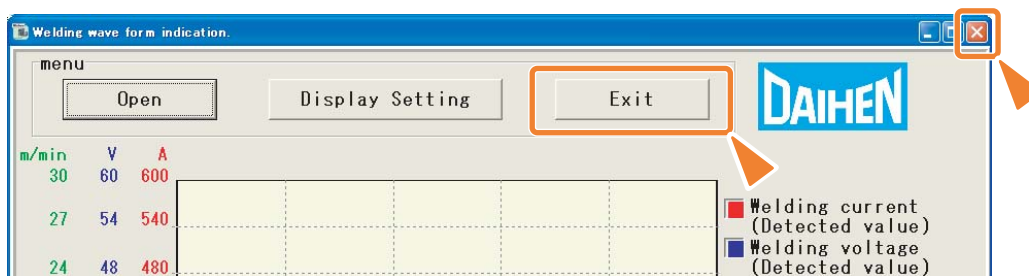 Welding wave form indication.
menu
Open Display Setting Exit
DAIHEN
m/min V A
30 60 600
27 54 540
24 48 480
Welding current
(Detected value)
Welding voltage
(Detected value)